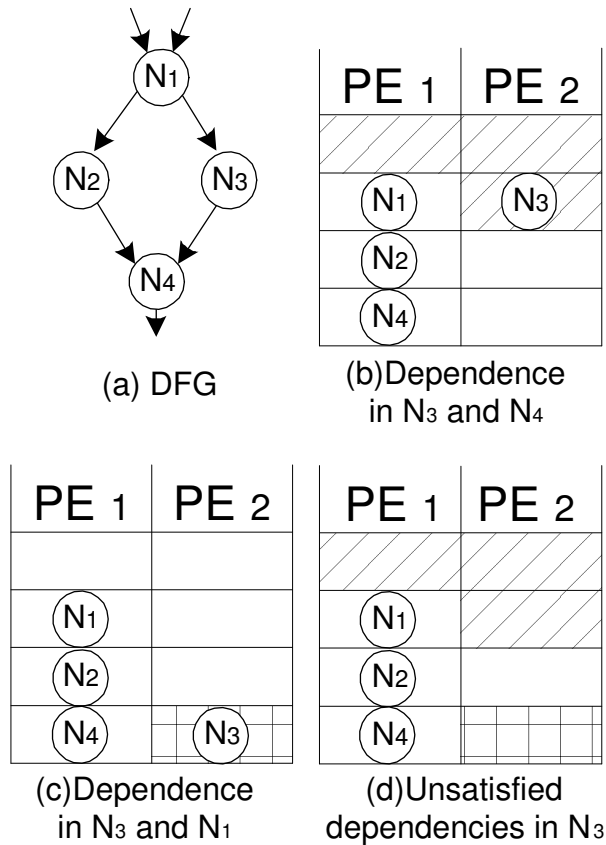 N1
N2
N3
N4
(a) DFG
PE 1 PE 2
N1 N3
N2
N4
(b)Dependence
in N3 and N4
PE 1 PE 2
N1
N2
N4 N3
(c)Dependence
in N3 and N1
PE 1 PE 2
N1
N2
N4
(d)Unsatisfied
dependencies in N3